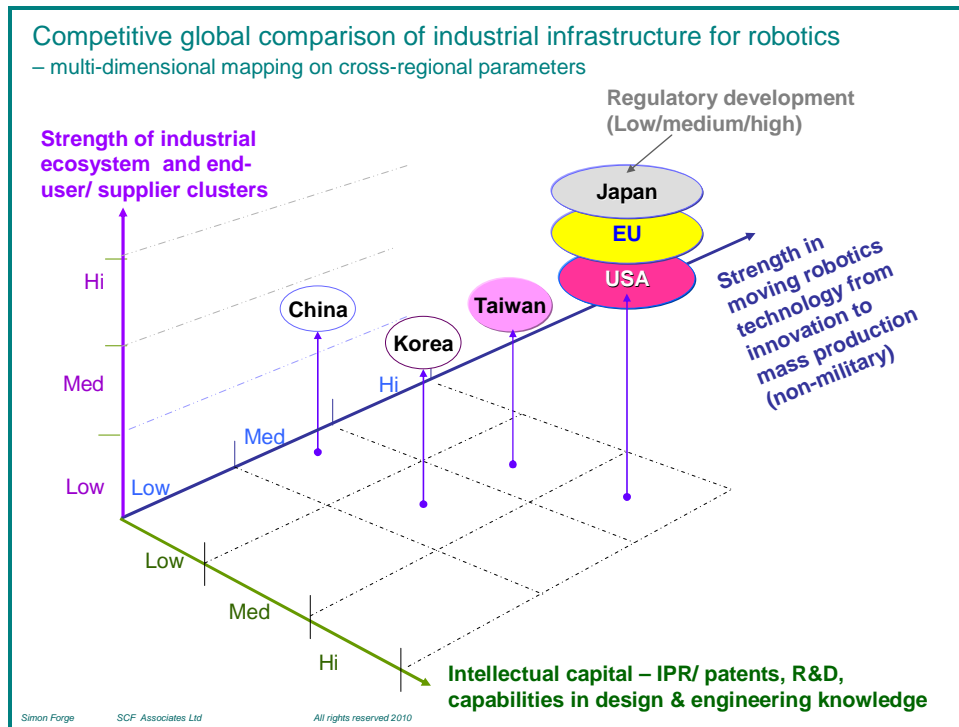 Competitive global comparison of industrial infrastructure for robotics
– multi-dimensional mapping on cross-regional parameters
Regulatory development
(Low/medium/high)
Strength of industrial
ecosystem and end-
user/ supplier clusters
Japan
EU
USA
Strength in
moving robotics
technology from
innovation to
mass production
(non-military)
Hi
China
Taiwan
Korea
Med
Hi
Med
Low
Low
Low
Med
Hi
Intellectual capital – IPR/ patents, R&D,
capabilities in design & engineering knowledge
Simon Forge SCF Associates Ltd All rights reserved 2010